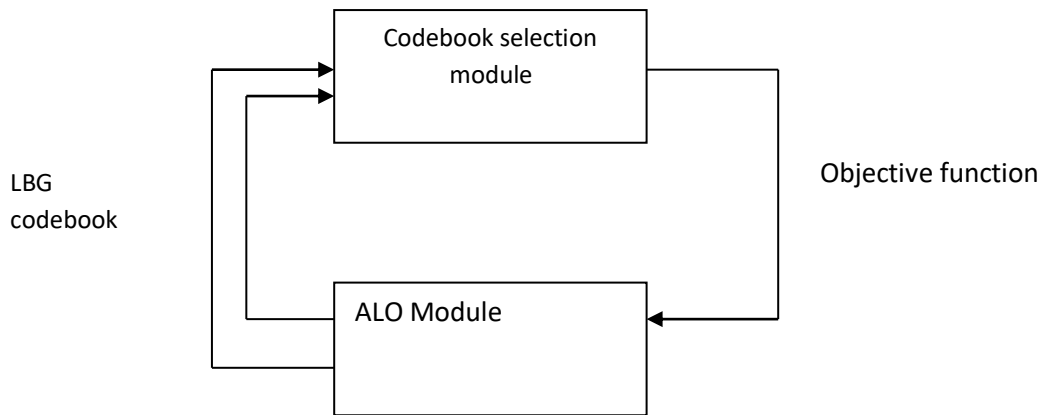 Codebook selection
module
LBG
codebook
Objective function
ALO Module